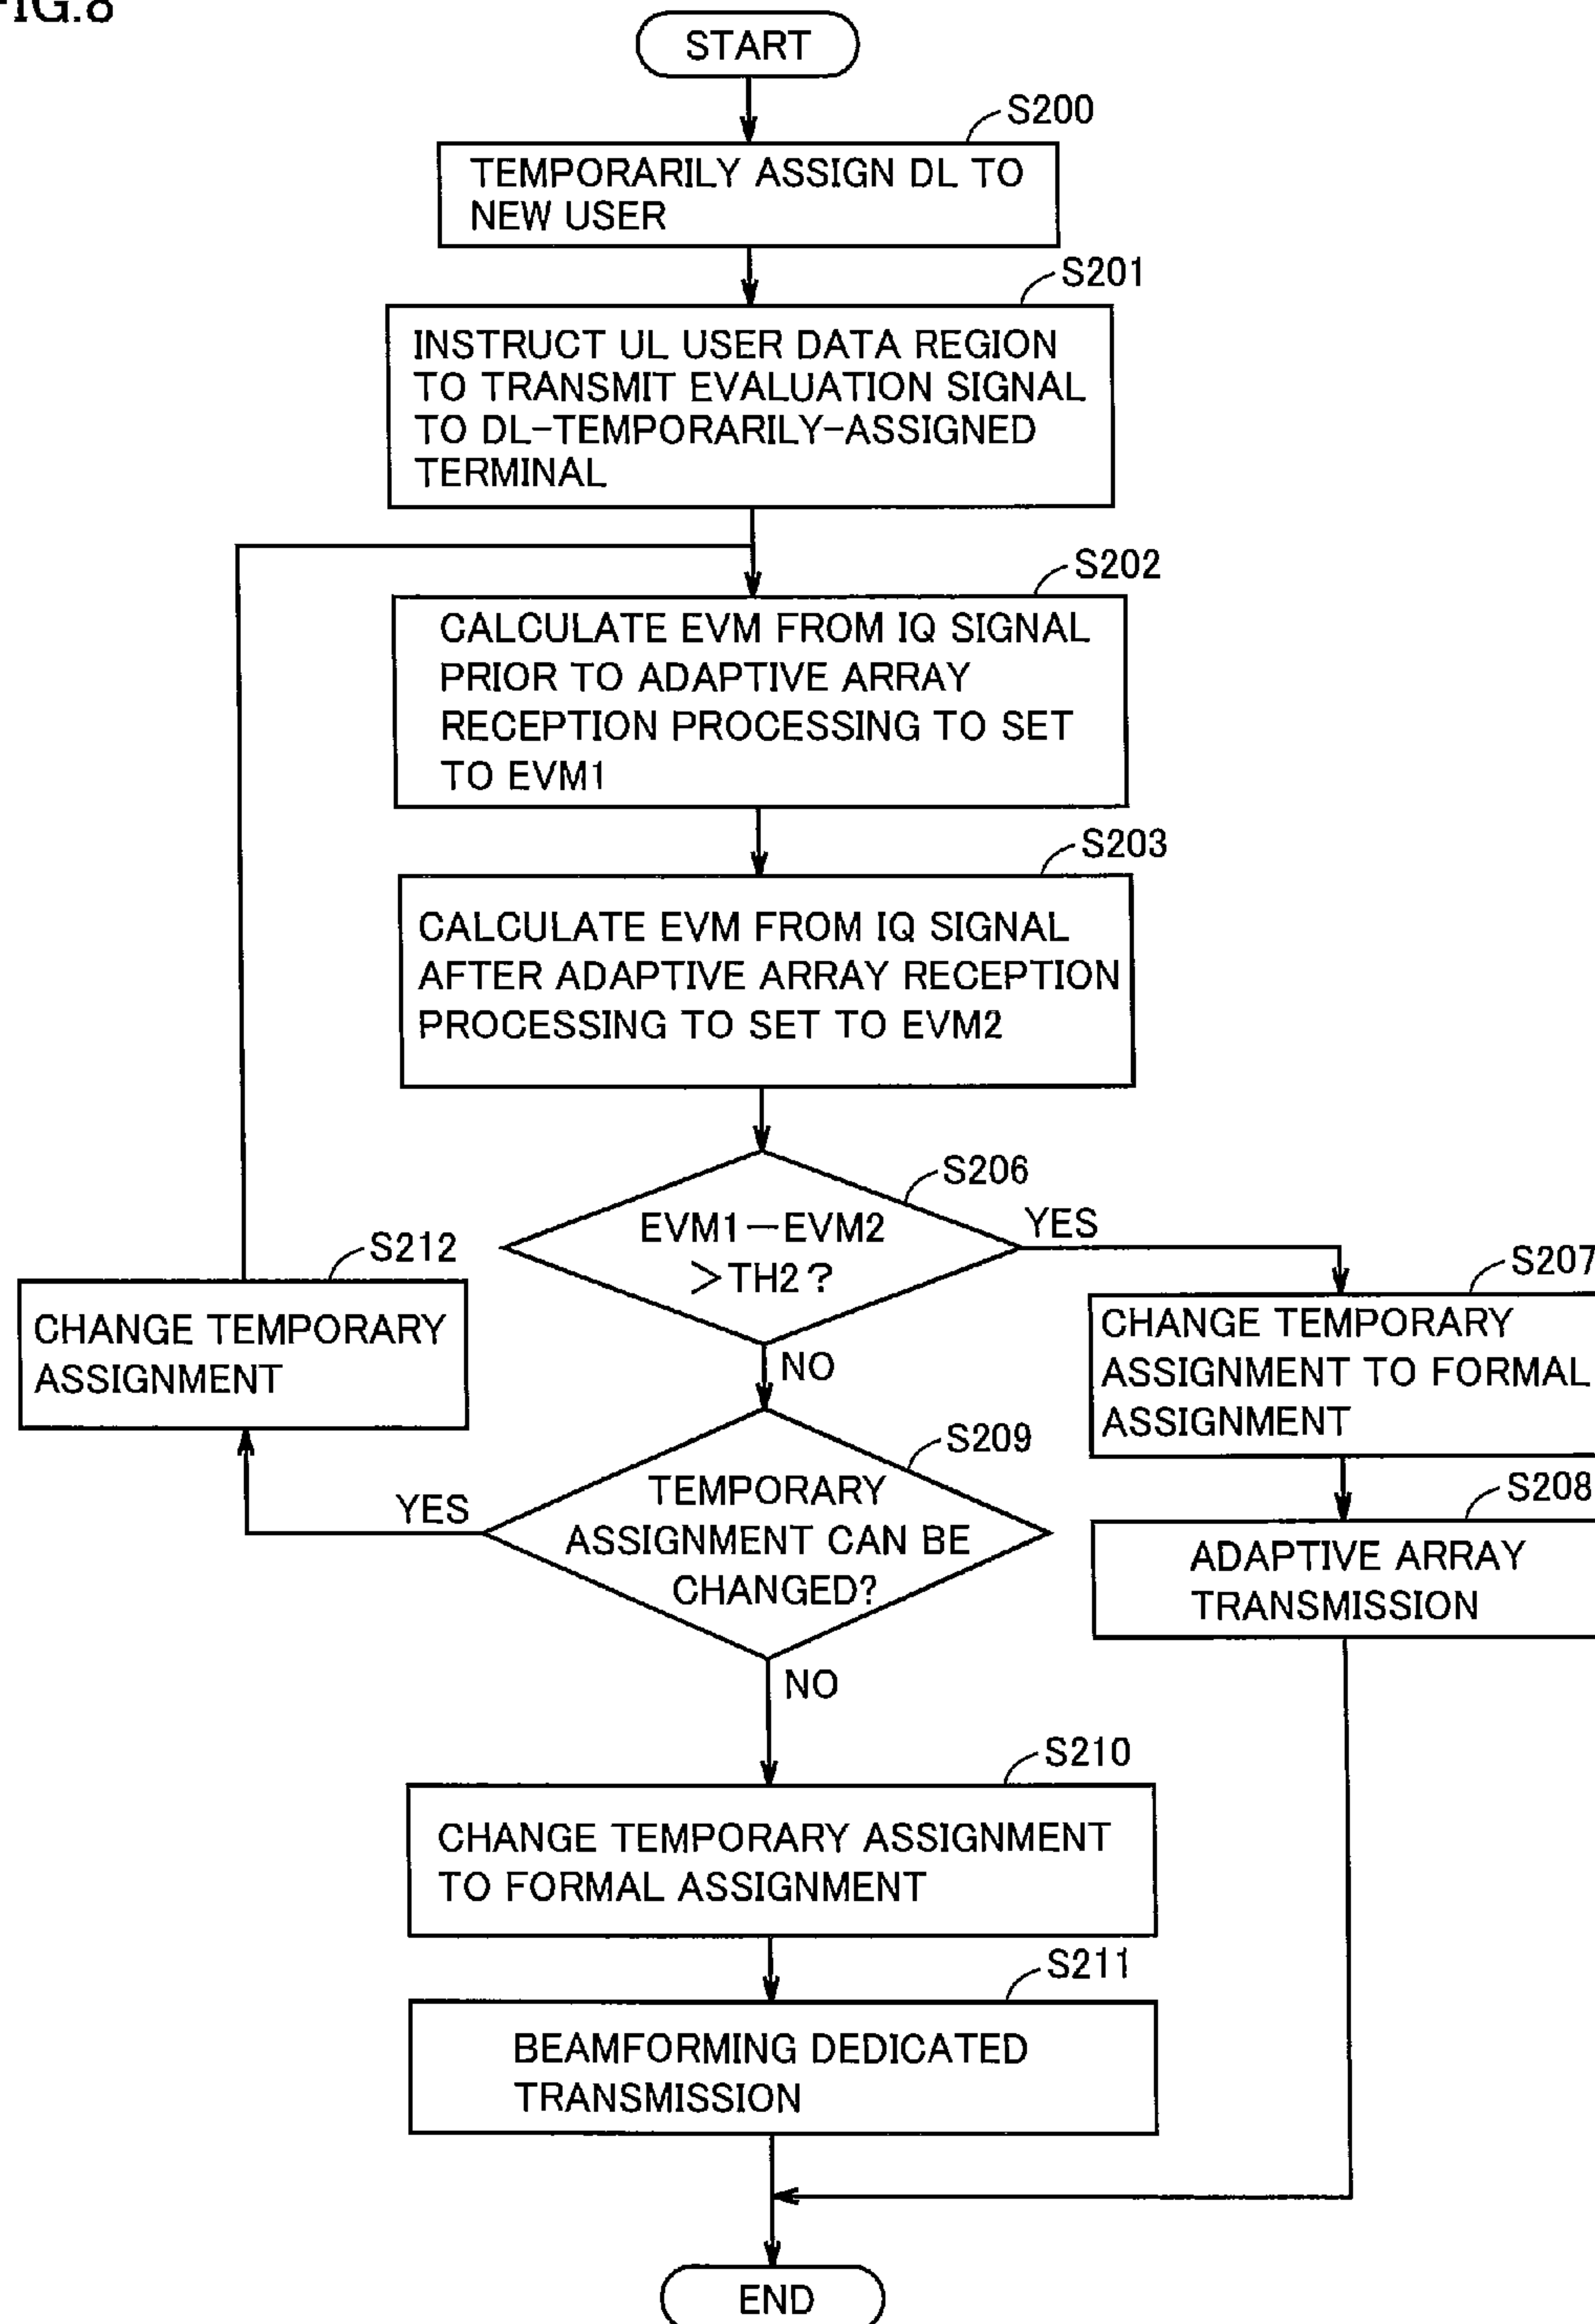 FIG.8
START
S200
TEMPORARILY ASSIGN DL TO
NEW USER
S201
INSTRUCT UL USER DATA REGION
TO TRANSMIT EVALUATION SIGNAL
TO DL-TEMPORARILY-ASSIGNED
TERMINAL
S202
CALCULATE EVM FROM IQ SIGNAL
PRIOR TO ADAPTIVE ARRAY
RECEPTION PROCESSING TO SET
TO EVM1
S203
CALCULATE EVM FROM IQ SIGNAL
AFTER ADAPTIVE ARRAY RECEPTION
PROCESSING TO SET TO EVM2
S206
EVM1—EVM2
>TH2?
YES
NO
S212
CHANGE TEMPORARY
ASSIGNMENT
S207
CHANGE TEMPORARY
ASSIGNMENT TO FORMAL
ASSIGNMENT
S209
TEMPORARY
ASSIGNMENT CAN BE
CHANGED?
YES
NO
S208
ADAPTIVE ARRAY
TRANSMISSION
S210
CHANGE TEMPORARY ASSIGNMENT
TO FORMAL ASSIGNMENT
S211
BEAMFORMING DEDICATED
TRANSMISSION
END